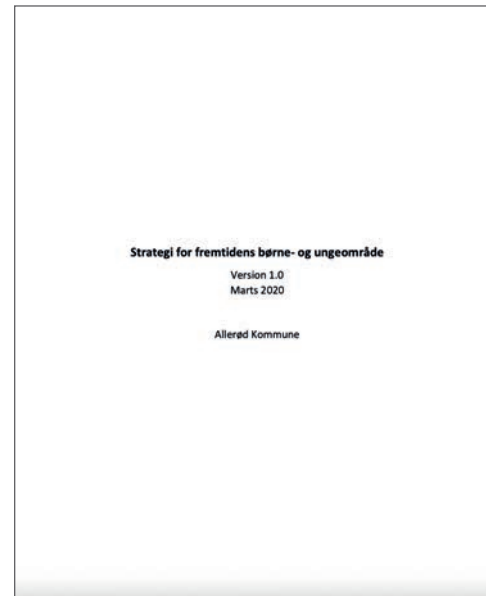 Strategi for fremtidens børne- og ungeområde
Version 1.0
Marts 2020
Allerød Kommune